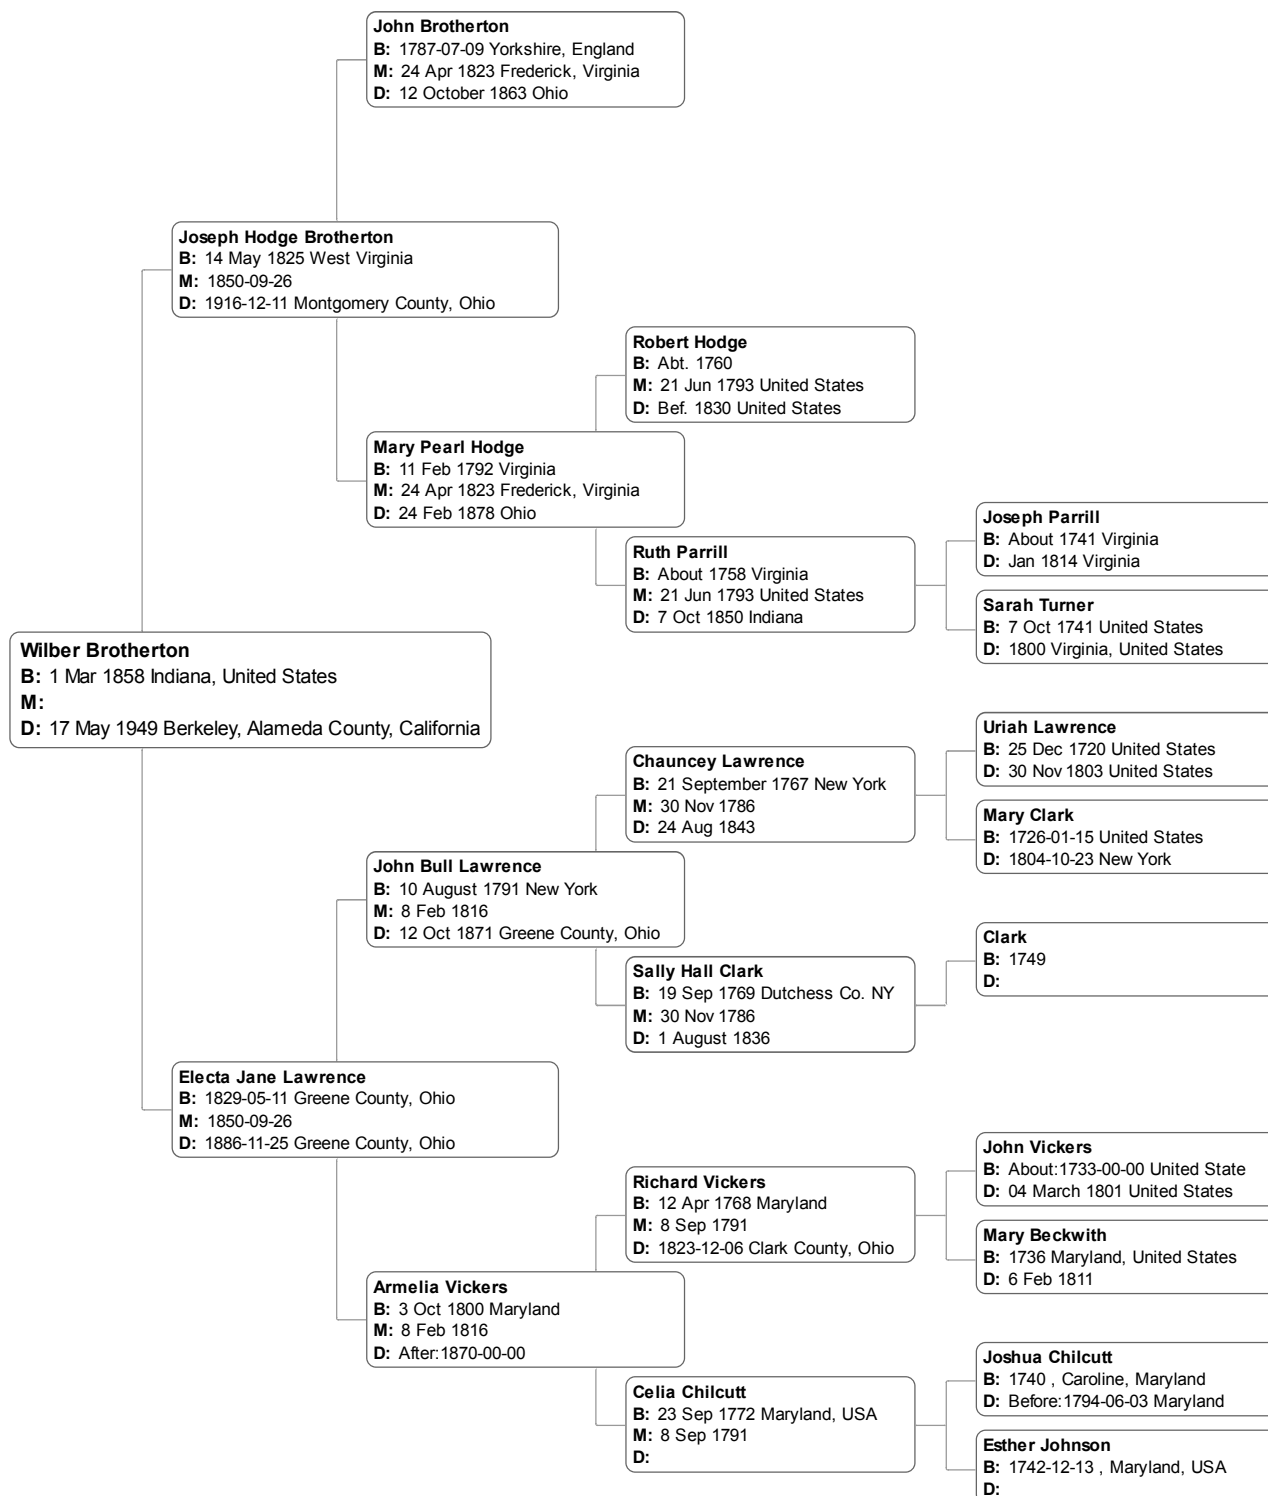 John Brotherton
B: 1787-07-09 Yorkshire, England
M: 24 Apr 1823 Frederick, Virginia
D: 12 October 1863 Ohio
Joseph Hodge Brotherton
B: 14 May 1825 West Virginia
M: 1850-09-26
D: 1916-12-11 Montgomery County, Ohio
Robert Hodge
B: Abt. 1760
M: 21 Jun 1793 United States
D: Bef. 1830 United States
Mary Pearl Hodge
B: 11 Feb 1792 Virginia
M: 24 Apr 1823 Frederick, Virginia
D: 24 Feb 1878 Ohio
Joseph Parrill
B: About 1741 Virginia
D: Jan 1814 Virginia
Ruth Parrill
B: About 1758 Virginia
M: 21 Jun 1793 United States
D: 7 Oct 1850 Indiana
Sarah Turner
B: 7 Oct 1741 United States
D: 1800 Virginia, United States
Wilber Brotherton
B: 1 Mar 1858 Indiana, United States
M:
D: 17 May 1949 Berkeley, Alameda County, California
Uriah Lawrence
B: 25 Dec 1720 United States
D: 30 Nov 1803 United States
Chauncey Lawrence
B: 21 September 1767 New York
M: 30 Nov 1786
D: 24 Aug 1843
Mary Clark
B: 1726-01-15 United States
D: 1804-10-23 New York
John Bull Lawrence
B: 10 August 1791 New York
M: 8 Feb 1816
D: 12 Oct 1871 Greene County, Ohio
Clark
B: 1749
D:
Sally Hall Clark
B: 19 Sep 1769 Dutchess Co. NY
M: 30 Nov 1786
D: 1 August 1836
Electa Jane Lawrence
B: 1829-05-11 Greene County, Ohio
M: 1850-09-26
D: 1886-11-25 Greene County, Ohio
John Vickers
B: About:1733-00-00 United State
D: 04 March 1801 United States
Richard Vickers
B: 12 Apr 1768 Maryland
M: 8 Sep 1791
D: 1823-12-06 Clark County, Ohio
Mary Beckwith
B: 1736 Maryland, United States
D: 6 Feb 1811
Armelia Vickers
B: 3 Oct 1800 Maryland
M: 8 Feb 1816
D: After:1870-00-00
Joshua Chilcutt
B: 1740 , Caroline, Maryland
D: Before:1794-06-03 Maryland
Celia Chilcutt
B: 23 Sep 1772 Maryland, USA
M: 8 Sep 1791
D:
Esther Johnson
B: 1742-12-13 , Maryland, USA
D: